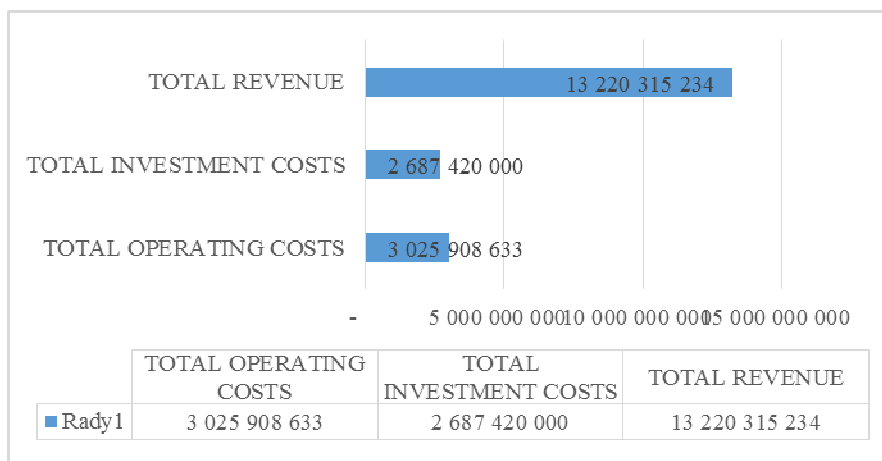 TOTAL REVENUE
13 220 315 234
TOTAL INVESTMENT COSTS
2 687 420 000
TOTAL OPERATING COSTS
3 025 908 633
- 5 000 000 000 10 000 000 000 15 000 000 000
TOTAL OPERATING COSTS
TOTAL INVESTMENT COSTS
TOTAL REVENUE
Rady1 3 025 908 633 2 687 420 000 13 220 315 234